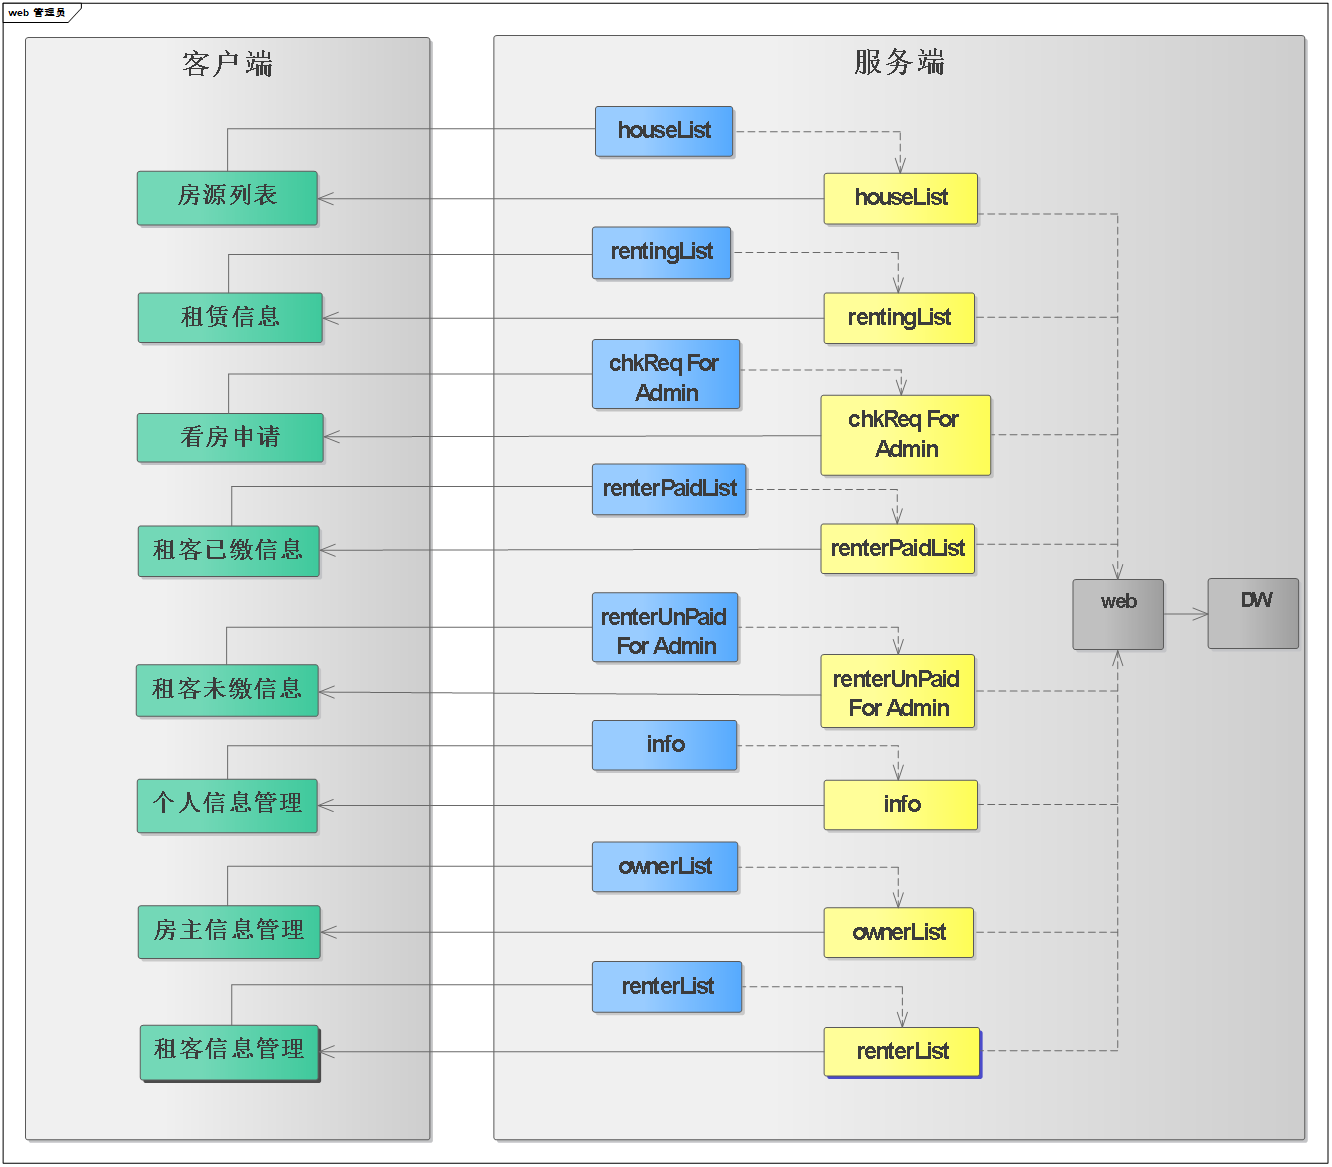 web 管理员
客户端
服务端
houseList
房源列表
houseList
rentingList
租赁信息
rentingList
chkReq For
Admin
看房申请
chkReq For
Admin
renterPaidList
租客已缴信息
renterPaidList
web
DW
renterUnPaid
For Admin
租客未缴信息
renterUnPaid
For Admin
info
个人信息管理
info
ownerList
房主信息管理
ownerList
renterList
租客信息管理
renterList